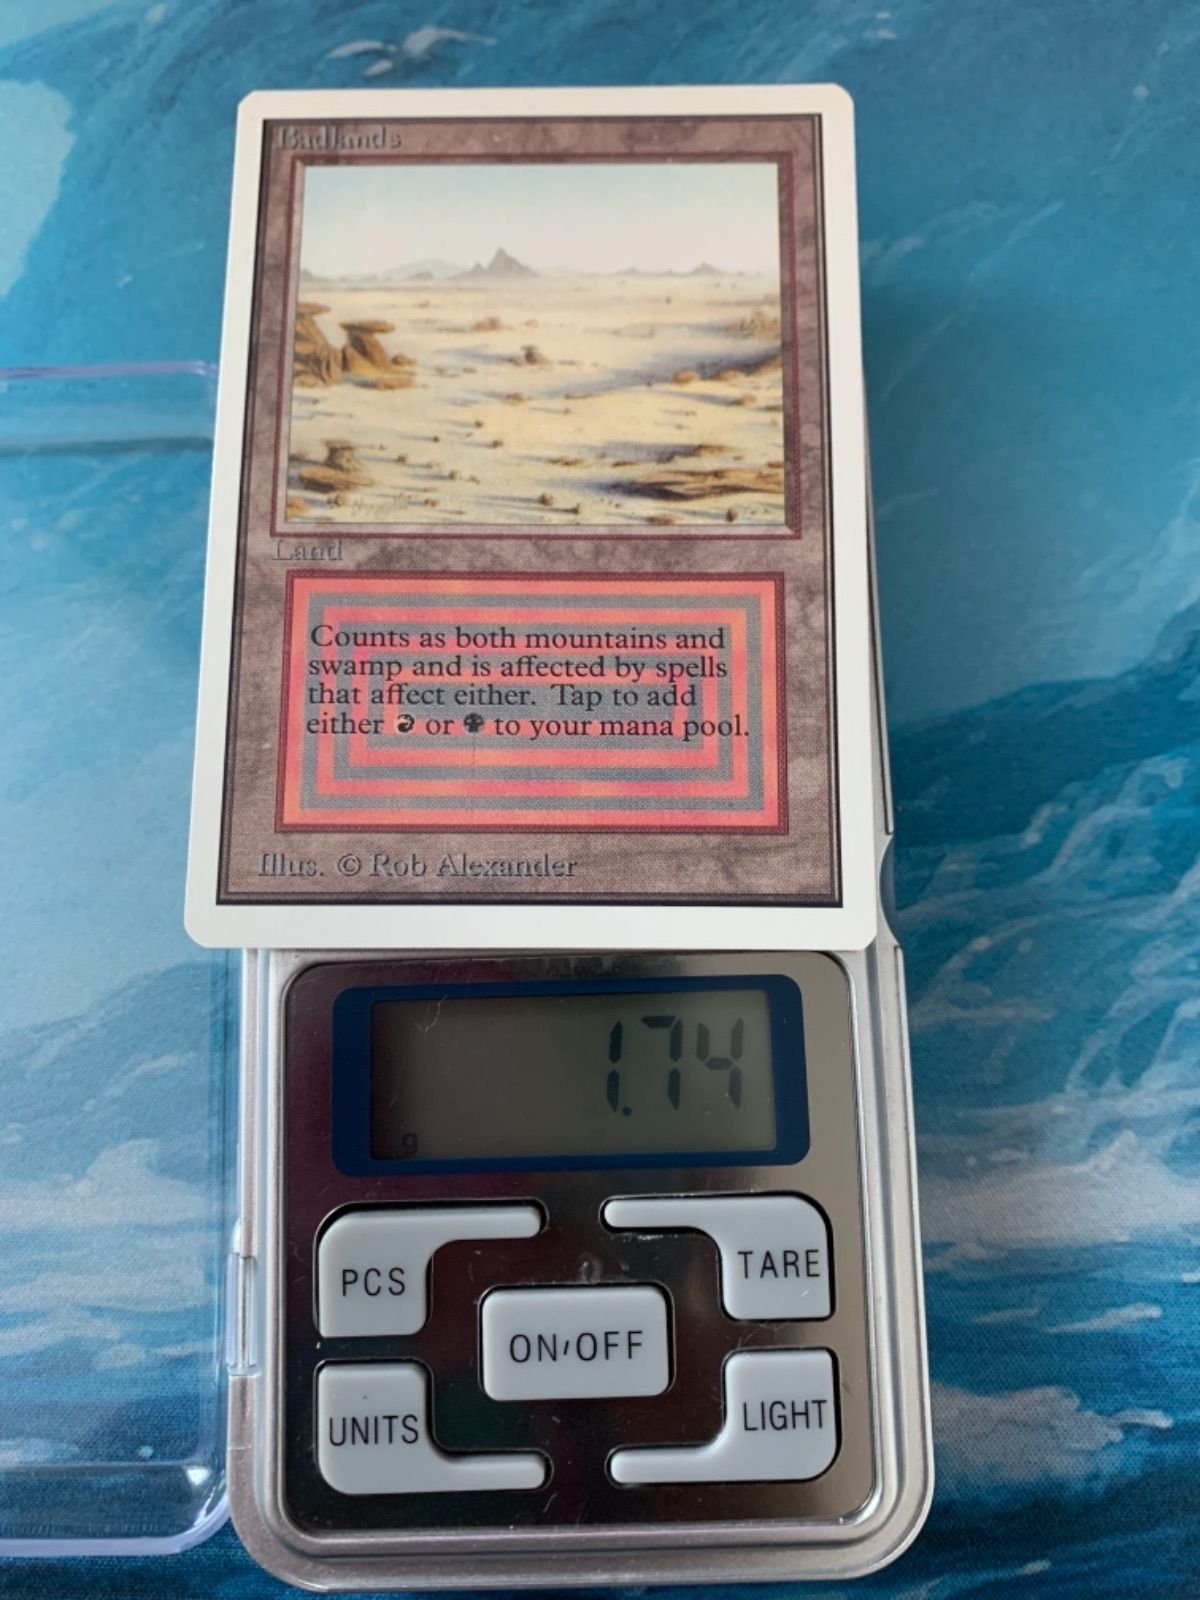 Badlands
Land
Counts as both mountains and
swamp and is affected by spells
that affect either. Tap to add
either or to your mana pool.
Illus. © Rob Alexander
1.74
g
PCS
TARE
ON/OFF
UNITS
LIGHT